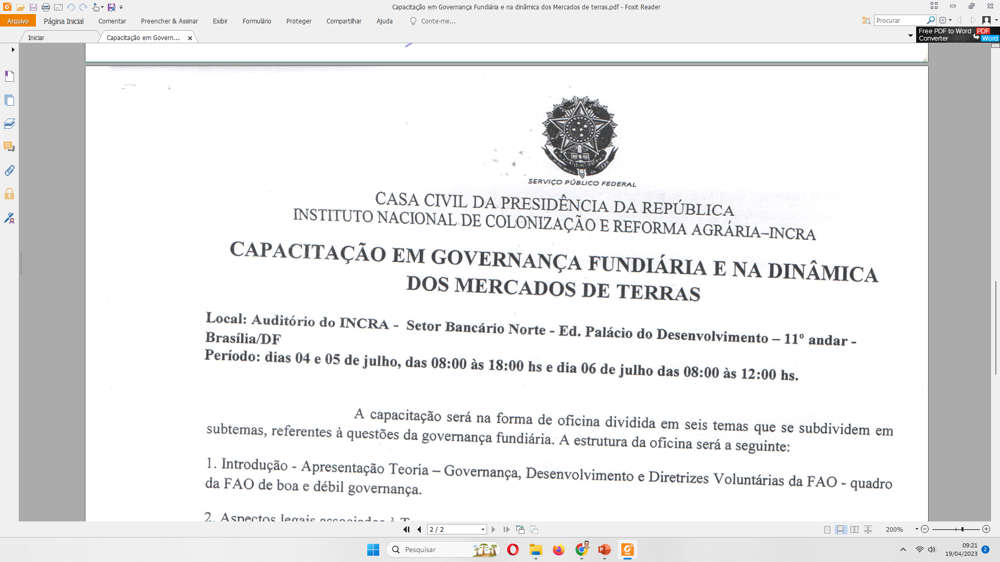 Capacitação em Governança Fundiária e na dinâmica dos Mercados de terras.pdf - Foxit Reader
Arquivo Página Inicial Comentar Preencher & Assinar Exibir Formulário Proteger Compartilhar Ajuda Conte-me... Procurar
Iniciar Capacitação em Govern...
Free PDF to Word PDF
Converter Word
SERVIÇO PÚBLICO FEDERAL
CASA CIVIL DA PRESIDÊNCIA DA REPÚBLICA
INSTITUTO NACIONAL DE COLONIZAÇÃO E REFORMA AGRÁRIA–INCRA
CAPACITAÇÃO EM GOVERNANÇA FUNDIÁRIA E NA DINÂMICA
DOS MERCADOS DE TERRAS
Local: Auditório do INCRA - Setor Bancário Norte - Ed. Palácio do Desenvolvimento – 11º andar -
Brasília/DF
Período: dias 04 e 05 de julho, das 08:00 às 18:00 hs e dia 06 de julho das 08:00 às 12:00 hs.
A capacitação será na forma de oficina dividida em seis temas que se subdividem em
subtemas, referentes à questões da governança fundiária. A estrutura da oficina será a seguinte:
1. Introdução - Apresentação Teoria – Governança, Desenvolvimento e Diretrizes Voluntárias da FAO - quadro
da FAO de boa e débil governança.
2. Aspectos legais associados à
2 / 2
200%
Pesquisar
09:21
19/04/2023
2